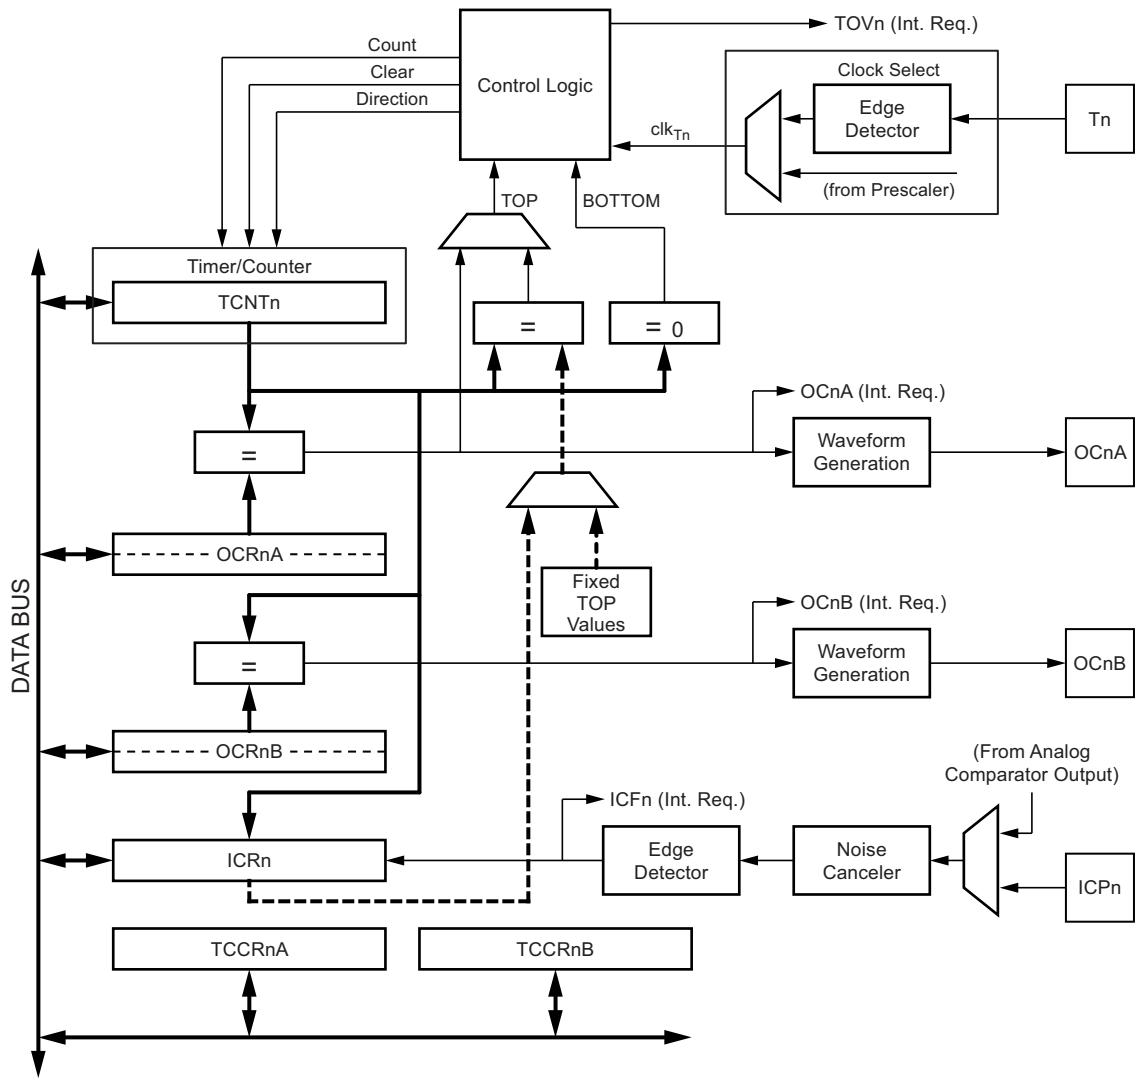 TOVn (Int. Req.)
Count
Clear
Direction
Control Logic
Clock Select
Edge
Detector
Tn
clkTn
(from Prescaler)
TOP
BOTTOM
Timer/Counter
TCNTn
=
= 0
OCnA (Int. Req.)
=
Waveform
Generation
OCnA
OCRnA
Fixed
TOP
Values
DATA BUS
OCnB (Int. Req.)
=
Waveform
Generation
OCnB
OCRnB
(From Analog
Comparator Output)
ICFn (Int. Req.)
ICRn
Edge
Detector
Noise
Canceler
ICPn
TCCRnA
TCCRnB